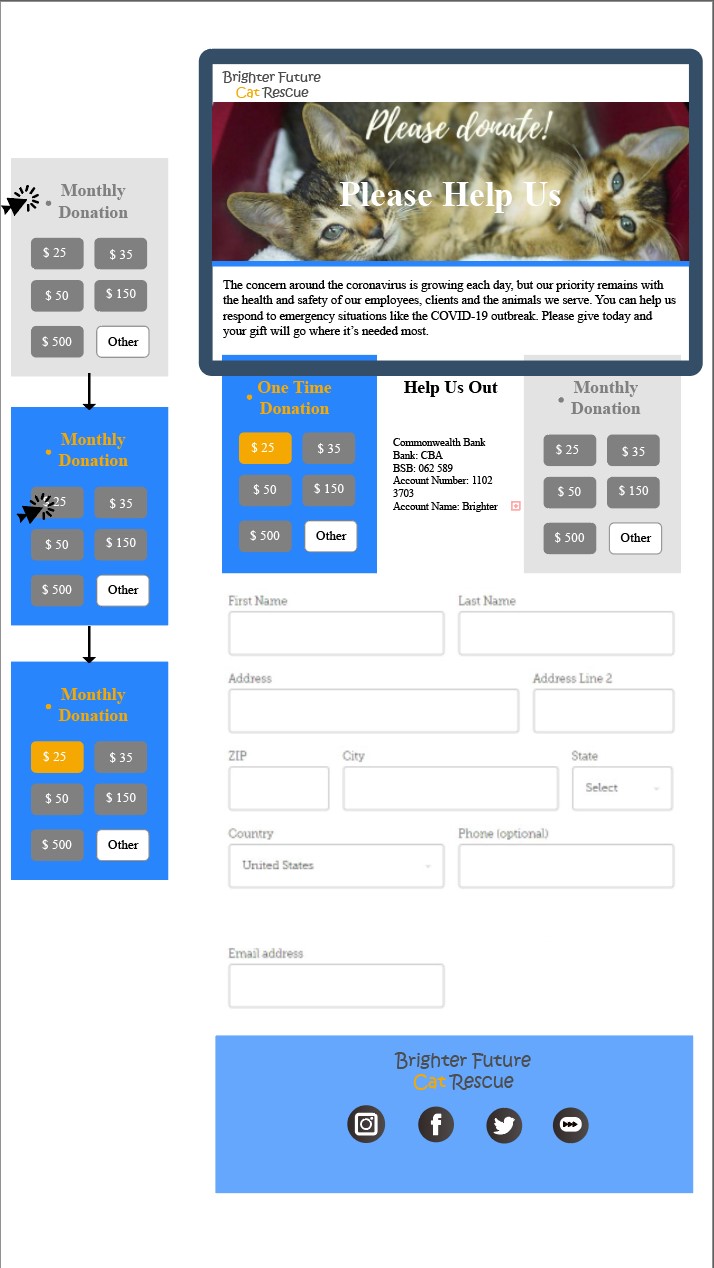 Brighter Future
Cat Rescue
Please donate!
Please Help Us
The concern around the coronavirus is growing each day, but our priority remains with
the health and safety of our employees, clients and the animals we serve. You can help us
respond to emergency situations like the COVID-19 outbreak. Please give today and
your gift will go where it’s needed most.
• Monthly
Donation
$ 25
$ 35
$ 50
$ 150
$ 500
Other
• Monthly
Donation
25
$ 35
$ 50
$ 150
$ 500
Other
• Monthly
Donation
$ 25
$ 35
$ 50
$ 150
$ 500
Other
• One Time
Donation
$ 25
$ 35
$ 50
$ 150
$ 500
Other
Help Us Out
Commonwealth Bank
Bank: CBA
BSB: 062 589
Account Number: 1102
3703
Account Name: Brighter
• Monthly
Donation
$ 25
$ 35
$ 50
$ 150
$ 500
Other
First Name
Last Name
Address
Address Line 2
ZIP
City
State
Select
Country
Phone (optional)
United States
Email address
Brighter Future
Cat Rescue